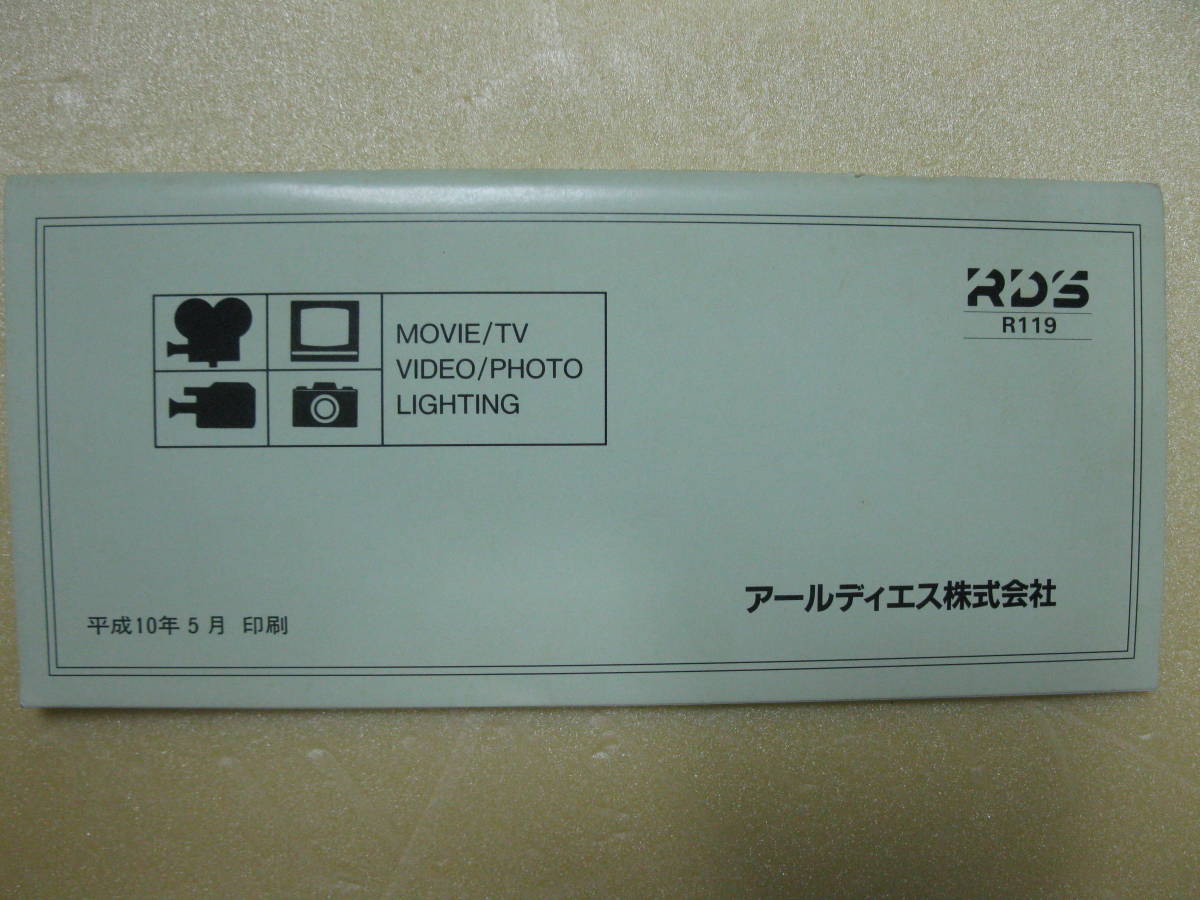 RDS
R119
MOVIE/TV
VIDEO/PHOTO
LIGHTING
アールディエス株式会社
平成10年5月 印刷